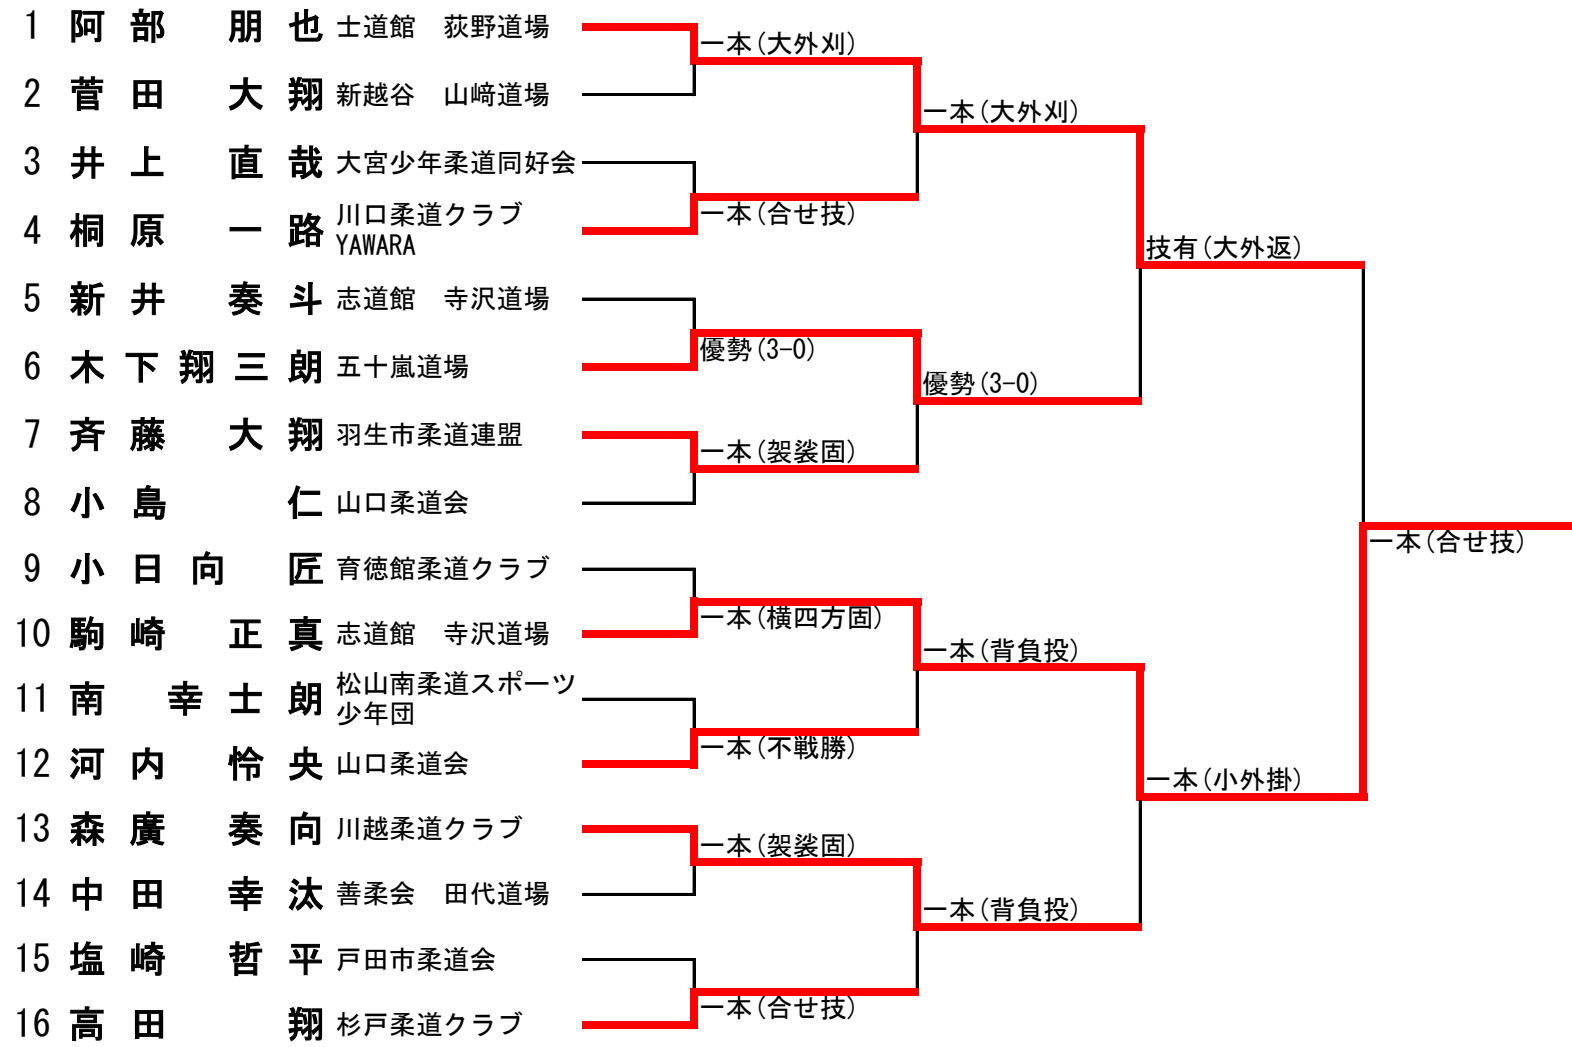 1 阿部 朋也 士道館 荻野道場
一本(大外刈)
2 菅田 大翔 新越谷 山﨑道場
一本(大外刈)
3 井上 直哉 大宮少年柔道同好会
4 桐原 一路 川口柔道クラブ
YAWARA
一本(合せ技)
技有(大外返)
5 新井 奏斗 志道館 寺沢道場
優勢(3-0)
6 木下翔三朗 五十嵐道場
優勢(3-0)
7 斉藤 大翔 羽生市柔道連盟
一本(袈裟固)
8 小島 仁 山口柔道会
一本(合せ技)
9 小日向 匠 育徳館柔道クラブ
一本(横四方固)
10 駒崎 正真 志道館 寺沢道場
一本(背負投)
11 南 幸士朗 松山南柔道スポーツ
少年団
一本(不戦勝)
12 河内 怜央 山口柔道会
一本(小外掛)
13 森廣 奏向 川越柔道クラブ
一本(袈裟固)
14 中田 幸汰 善柔会 田代道場
一本(背負投)
15 塩崎 哲平 戸田市柔道会
一本(合せ技)
16 高田 翔 杉戸柔道クラブ